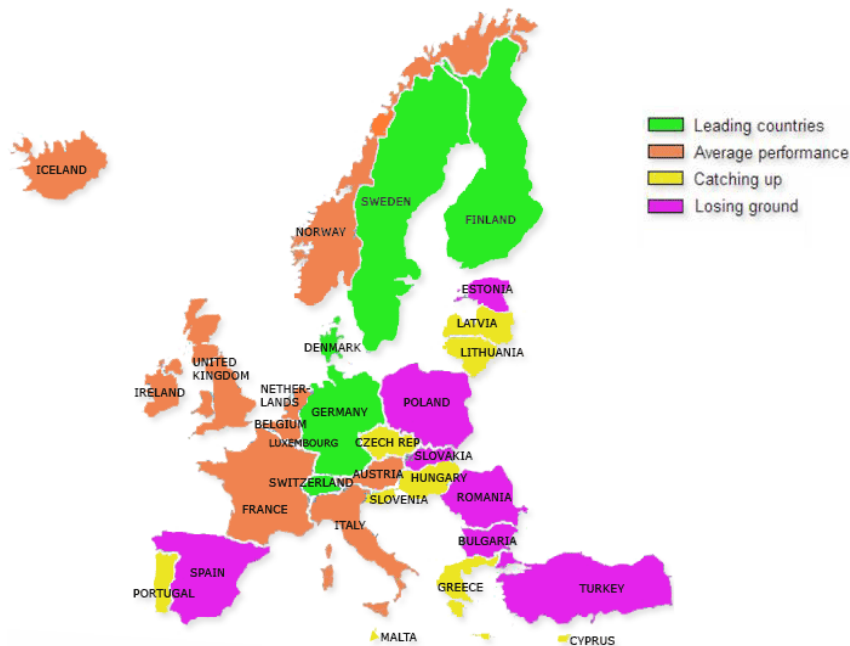 Leading countries
Average performance
Catching up
Losing ground
ICELAND
SWEDEN
FINLAND
NORWAY
ESTONIA
LATVIA
DENMARK
LITHUANIA
UNITED
KINGDOM
IRELAND
NETHER-
LANDS
GERMANY
POLAND
BELGIUM
LUXEMBOURG
CZECH REP
SLOVAKIA
AUSTRIA
HUNGARY
SWITZERLAND
SLOVENIA
ROMANIA
FRANCE
ITALY
BULGARIA
SPAIN
PORTUGAL
GREECE
TURKEY
MALTA
CYPRUS